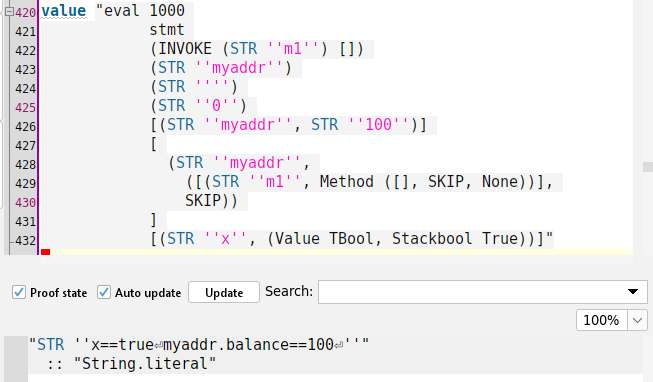 420 value "eval 1000
421 stmt
422 (INVOKE (STR ''m1'') [])
423 (STR ''myaddr'')
424 (STR '''')
425 (STR ''0'')
426 [(STR ''myaddr'', STR ''100'')]
427 [
428 (STR ''myaddr'',
429 ([(STR ''m1'', Method ([], SKIP, None))],
430 SKIP))
431 ]
432 [(STR ''x'', (Value TBool, Stackbool True))]"
Proof state Auto update Update Search:
100%
"STR ''x==true⏎myaddr.balance==100⏎''"
:: "String.literal"